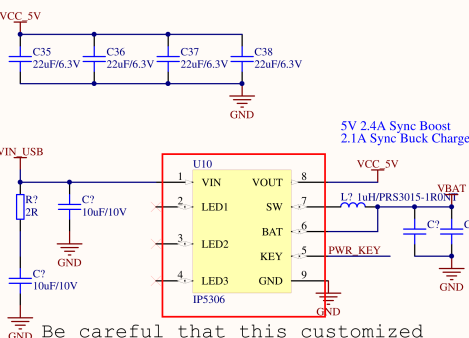 VCC_5V
C35 C36 C37 C38
22uF/6.3V 22uF/6.3V 22uF/6.3V 22uF/6.3V
GND
5V 2.4A Sync Boost
2.1A Sync Buck Charge
VIN_USB
U10
VCC_5V
1 VIN VOUT 8
L? 1uH/PRS3015-1R0NT
VBAT
R?
2R
C?
10uF/10V
2 LED1 SW 7
BAT 6
C?
3 LED2
KEY 5 PWR_KEY
GND
C?
10uF/10V
4 LED3 GND 9
GND
IP5306
GND
GND
Be careful that this customized